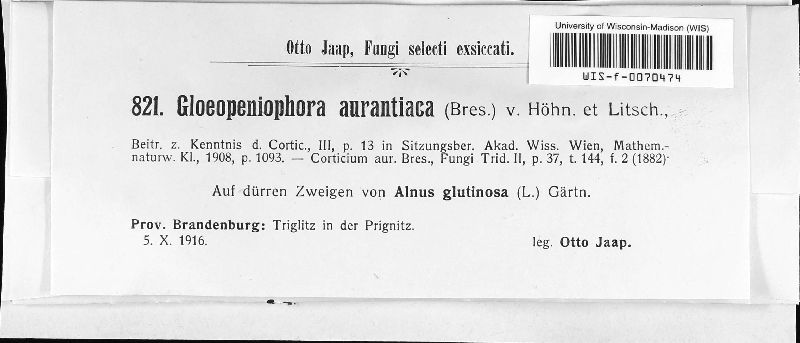 University of Wisconsin-Madison (WIS)
WIS-f-0070474
Otto Jaap, Fungi selecti exsiccati.
821. Gloeopeniophora aurantiaca (Bres.) v. Höhn. et Litsch.,
Beitr. z. Kenntnis d. Cortic., III, p. 13 in Sitzungsber. Akad. Wiss. Wien, Mathem.-
naturw. Kl., 1908, p. 1093. — Corticium aur. Bres., Fungi Trid. II, p. 37, t. 144, f. 2 (1882)·
Auf dürren Zweigen von Alnus glutinosa (L.) Gärtn.
Prov. Brandenburg: Triglitz in der Prignitz.
5. X. 1916.
leg. Otto Jaap.